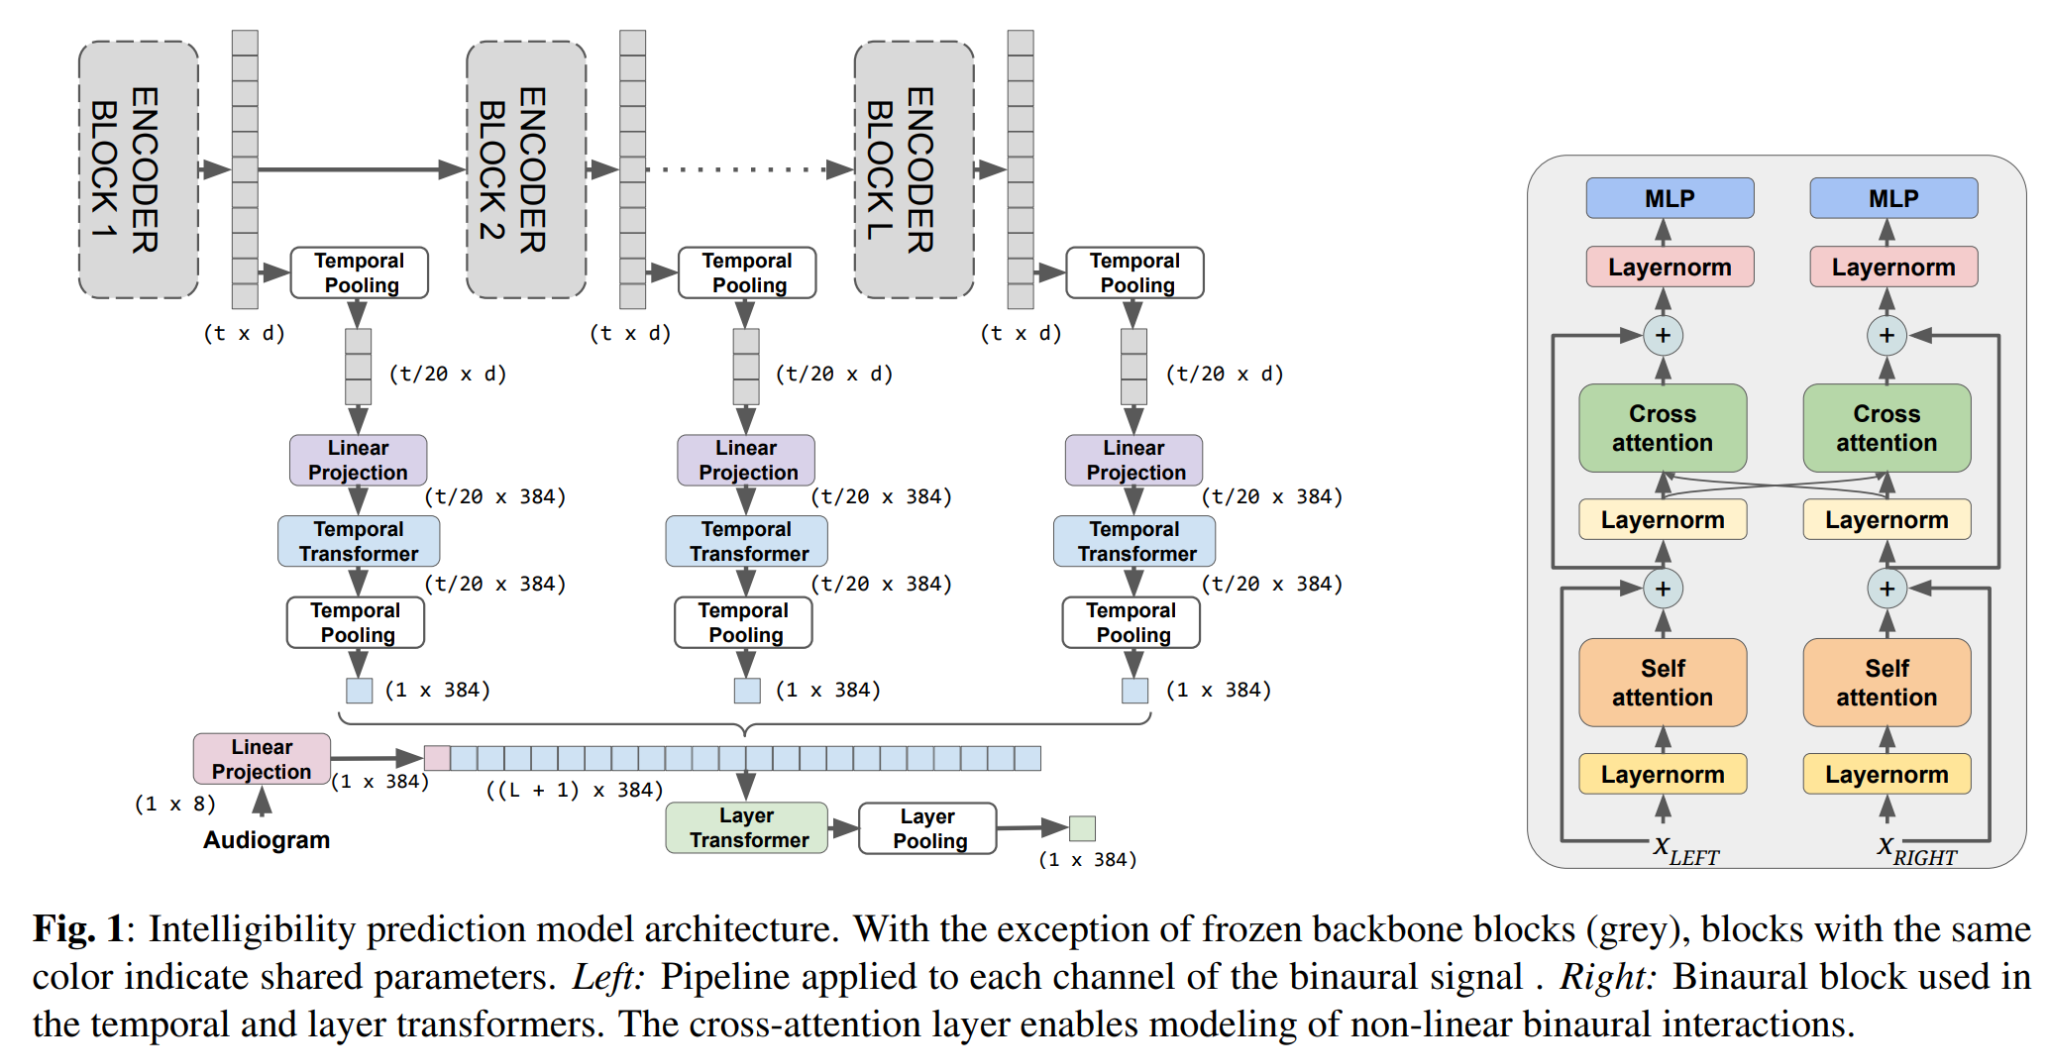 ENCODER
BLOCK 1
ENCODER
BLOCK 2
ENCODER
BLOCK L
Temporal
Pooling
Temporal
Pooling
Temporal
Pooling
(t x d)
(t x d)
(t x d)
(t/20 x d)
(t/20 x d)
(t/20 x d)
Linear
Projection
Linear
Projection
Linear
Projection
(t/20 x 384)
(t/20 x 384)
(t/20 x 384)
Temporal
Transformer
Temporal
Transformer
Temporal
Transformer
(t/20 x 384)
(t/20 x 384)
(t/20 x 384)
Temporal
Pooling
Temporal
Pooling
Temporal
Pooling
(1 x 384)
(1 x 384)
(1 x 384)
Linear
Projection
(1 x 384)
((L + 1) x 384)
(1 x 8)
Audiogram
Layer
Transformer
Layer
Pooling
(1 x 384)
MLP
MLP
Layernorm
Layernorm
+
+
Cross
attention
Cross
attention
Layernorm
Layernorm
+
+
Self
attention
Self
attention
Layernorm
Layernorm
x LEFT
x RIGHT
Fig. 1: Intelligibility prediction model architecture. With the exception of frozen backbone blocks (grey), blocks with the same
color indicate shared parameters. Left: Pipeline applied to each channel of the binaural signal . Right: Binaural block used in
the temporal and layer transformers. The cross-attention layer enables modeling of non-linear binaural interactions.